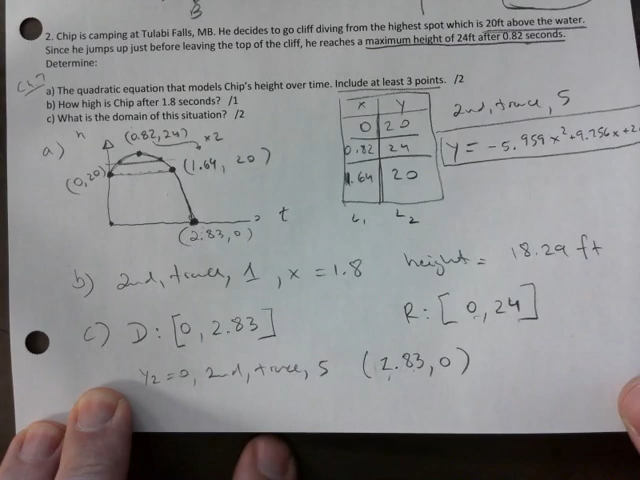 2. Chip is camping at Tulabi Falls, MB. He decides to go cliff diving from the highest spot which is 20ft above the water.
Since he jumps up just before leaving the top of the cliff, he reaches a maximum height of 24ft after 0.82 seconds.
Determine:
a) The quadratic equation that models Chip's height over time. Include at least 3 points. /2
b) How high is Chip after 1.8 seconds? /1
c) What is the domain of this situation? /2
a)
h
(0.82, 24)
x2
(0,20)
(1.64, 20)
(2.83, 0)
t
x y
0 20
0.82 24
1.64 20
L1 L2
2nd, trace, 5
y = -5.959x²+9.756x+20
b) 2nd, trace, 1, x = 1.8 height = 18.29 ft
c) D: [0, 2.83] R: [0, 24]
Y2=0, 2nd, trace, 5 (2.83, 0)